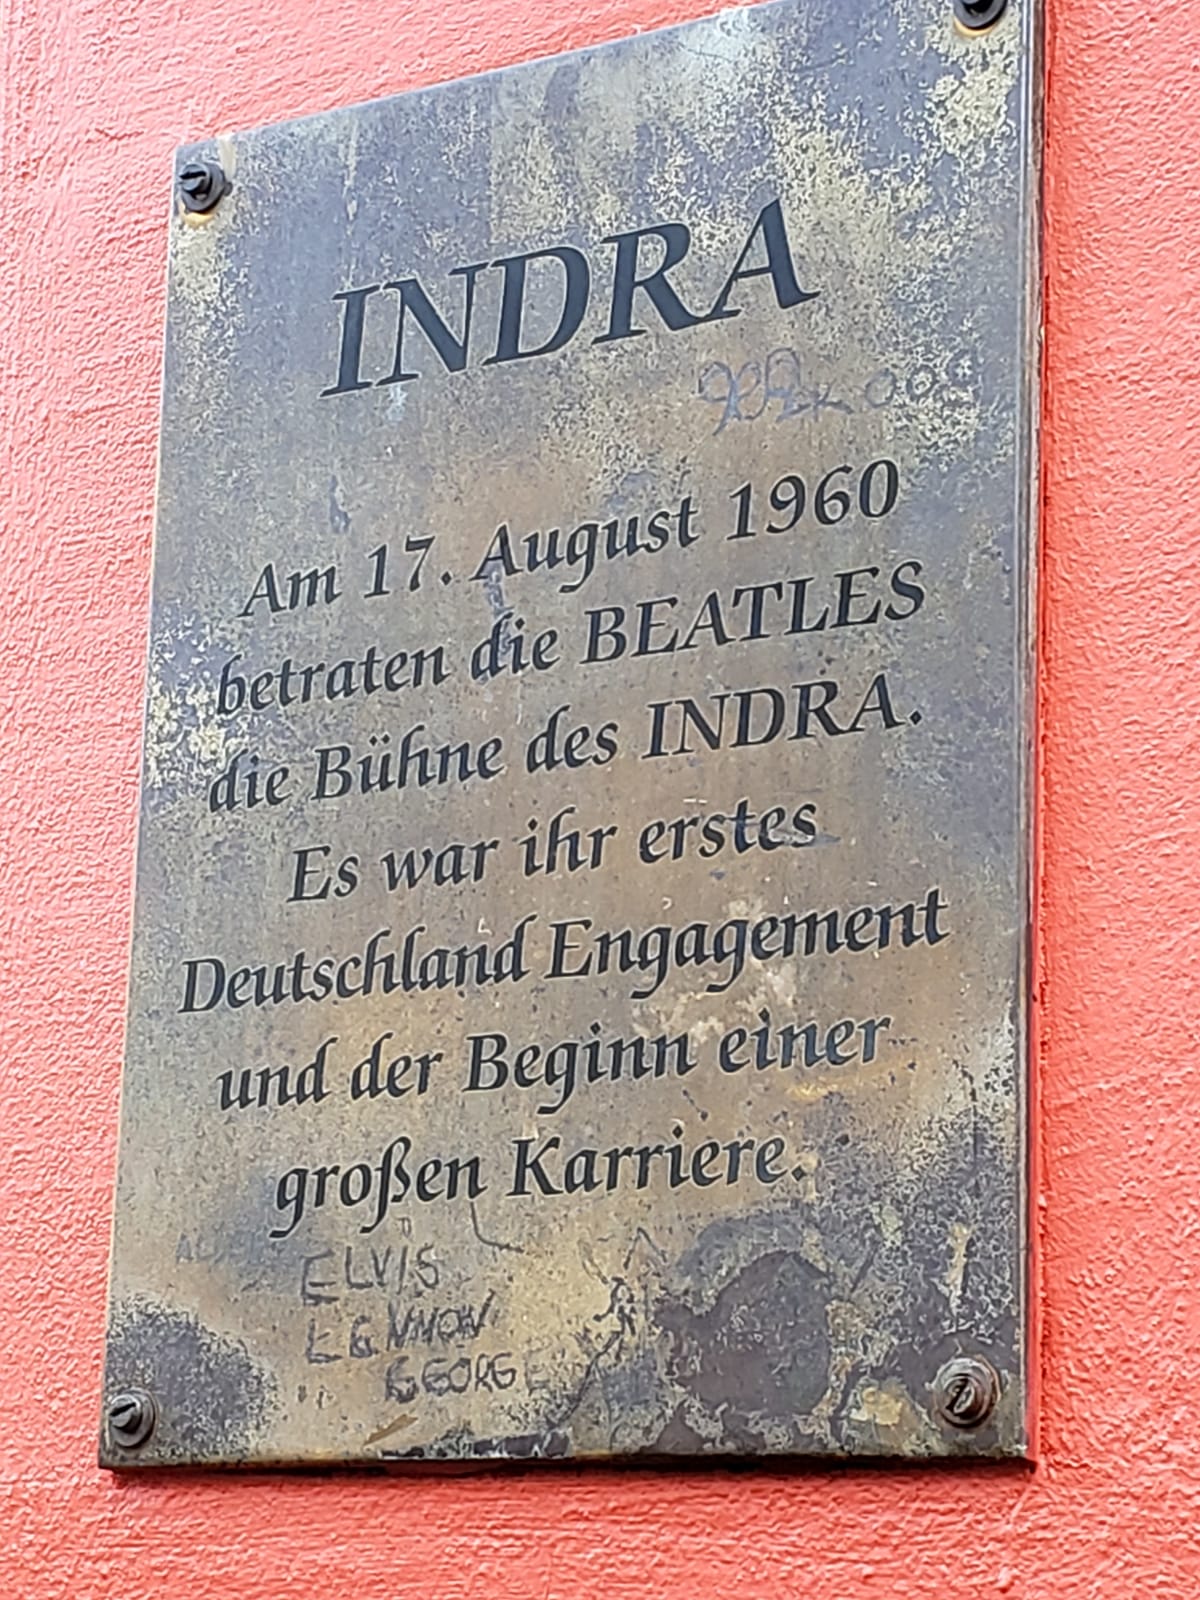 INDRA
Am 17. August 1960
betraten die BEATLES
die Bühne des INDRA.
Es war ihr erstes
Deutschland Engagement
und der Beginn einer
großen Karriere.
ELVIS
LENNON
GEORGE